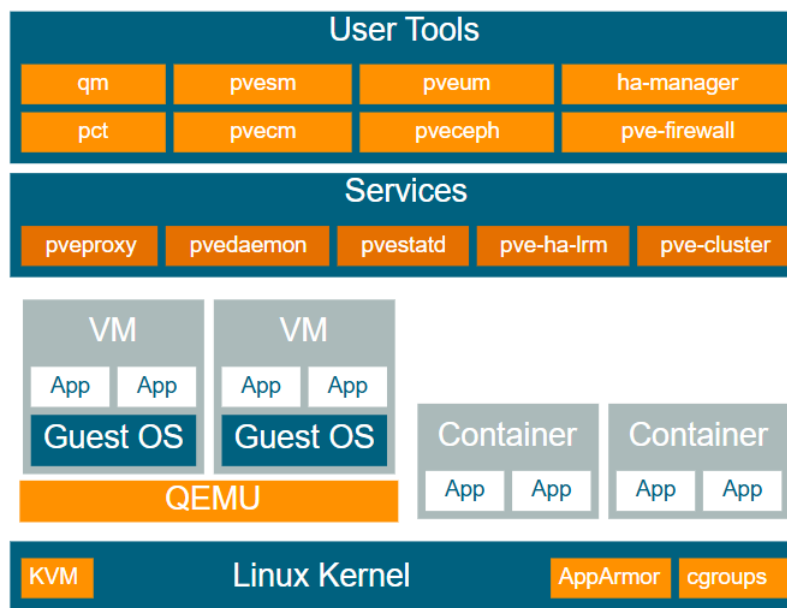 User Tools
qm pvesm pveum ha-manager
pct pvecm pveceph pve-firewall
Services
pveproxy pvedaemon pvestatd pve-ha-lrm pve-cluster
VM VM
App App App App
Guest OS Guest OS
Container Container
QEMU
App App App App
KVM Linux Kernel AppArmor cgroups